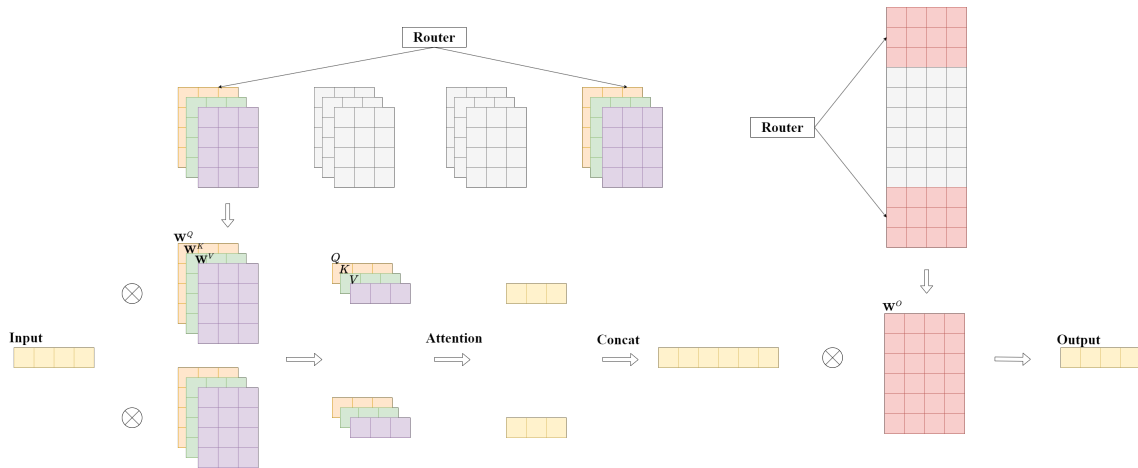 Router
Router
W^Q
W^K
W^V
Q
K
V
W^O
Input
Attention
Concat
Output